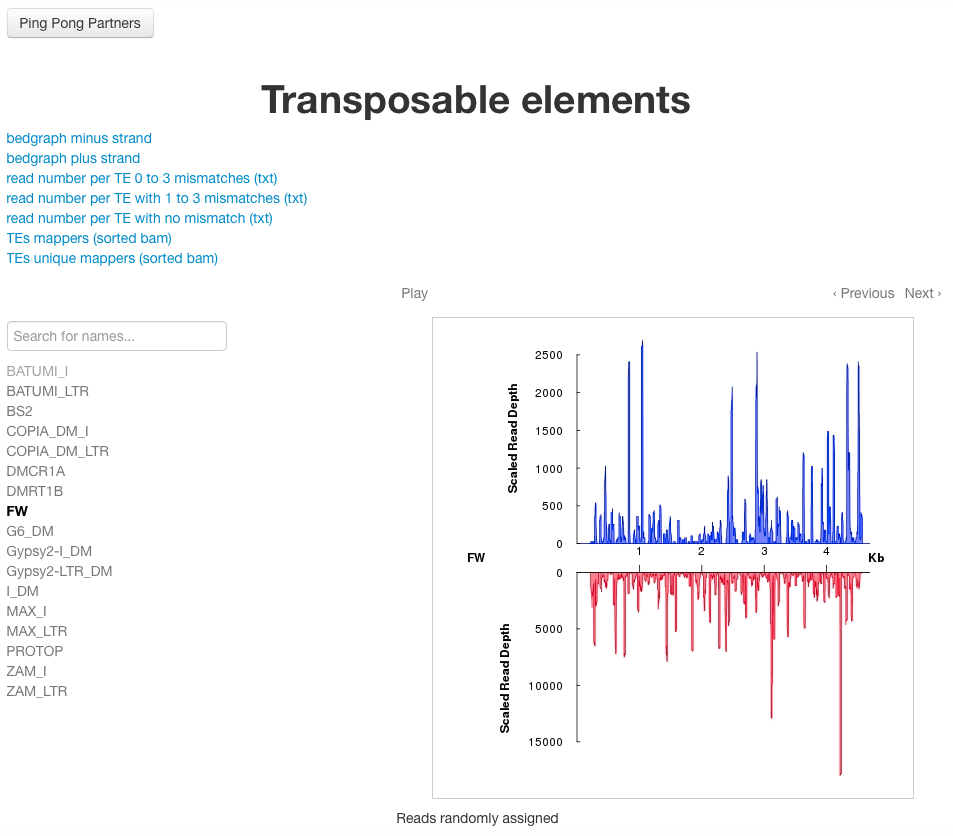 Ping Pong Partners
Transposable elements
bedgraph minus strand
bedgraph plus strand
read number per TE 0 to 3 mismatches (txt)
read number per TE with 1 to 3 mismatches (txt)
read number per TE with no mismatch (txt)
TEs mappers (sorted bam)
TEs unique mappers (sorted bam)
Play
‹ Previous Next ›
Search for names...
BATUMI_I
BATUMI_LTR
BS2
COPIA_DM_I
COPIA_DM_LTR
DMCR1A
DMRT1B
FW
G6_DM
Gypsy2-I_DM
Gypsy2-LTR_DM
I_DM
MAX_I
MAX_LTR
PROTOP
ZAM_I
ZAM_LTR
Scaled Read Depth
2500
2000
1500
1000
500
0
1 2 3 4
FW
Kb
0
5000
10000
15000
Scaled Read Depth
Reads randomly assigned